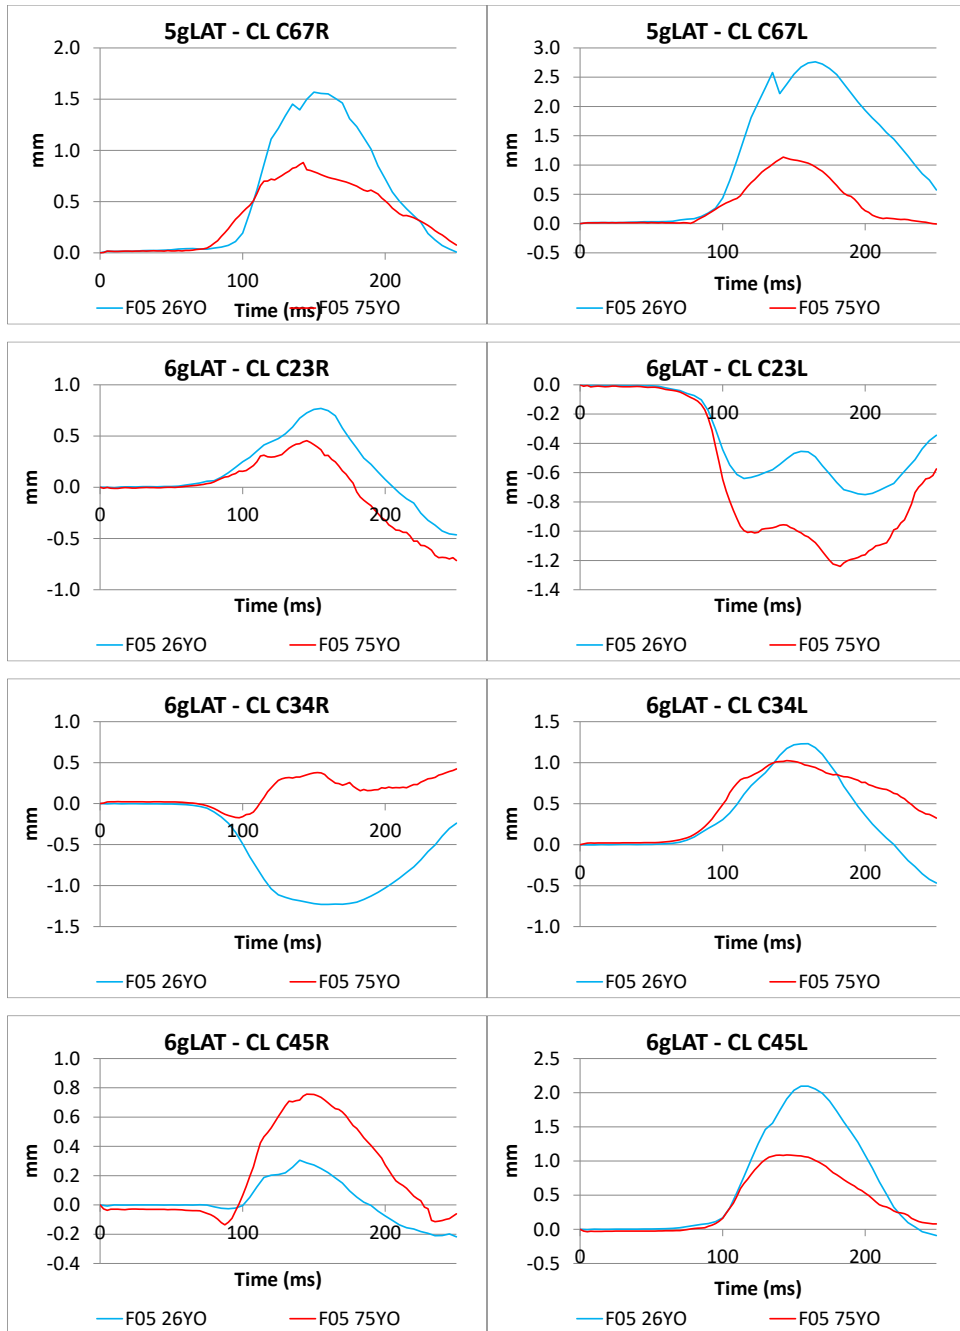 5gLAT - CL C67R
2.0
1.5
1.0
0.5
0.0
mm
0 100 200
Time (ms)
F05 26YO F05 75YO
5gLAT - CL C67L
3.0
2.5
2.0
1.5
1.0
0.5
0.0
-0.5
mm
0 100 200
Time (ms)
F05 26YO F05 75YO
6gLAT - CL C23R
1.0
0.5
0.0
-0.5
-1.0
mm
0 100 200
Time (ms)
F05 26YO F05 75YO
6gLAT - CL C23L
0.0
-0.2
-0.4
-0.6
-0.8
-1.0
-1.2
-1.4
mm
0 100 200
Time (ms)
F05 26YO F05 75YO
6gLAT - CL C34R
1.0
0.5
0.0
-0.5
-1.0
-1.5
mm
0 100 200
Time (ms)
F05 26YO F05 75YO
6gLAT - CL C34L
1.5
1.0
0.5
0.0
-0.5
-1.0
mm
0 100 200
Time (ms)
F05 26YO F05 75YO
6gLAT - CL C45R
1.0
0.8
0.6
0.4
0.2
0.0
-0.2
-0.4
mm
0 100 200
Time (ms)
F05 26YO F05 75YO
6gLAT - CL C45L
2.5
2.0
1.5
1.0
0.5
0.0
-0.5
mm
0 100 200
Time (ms)
F05 26YO F05 75YO